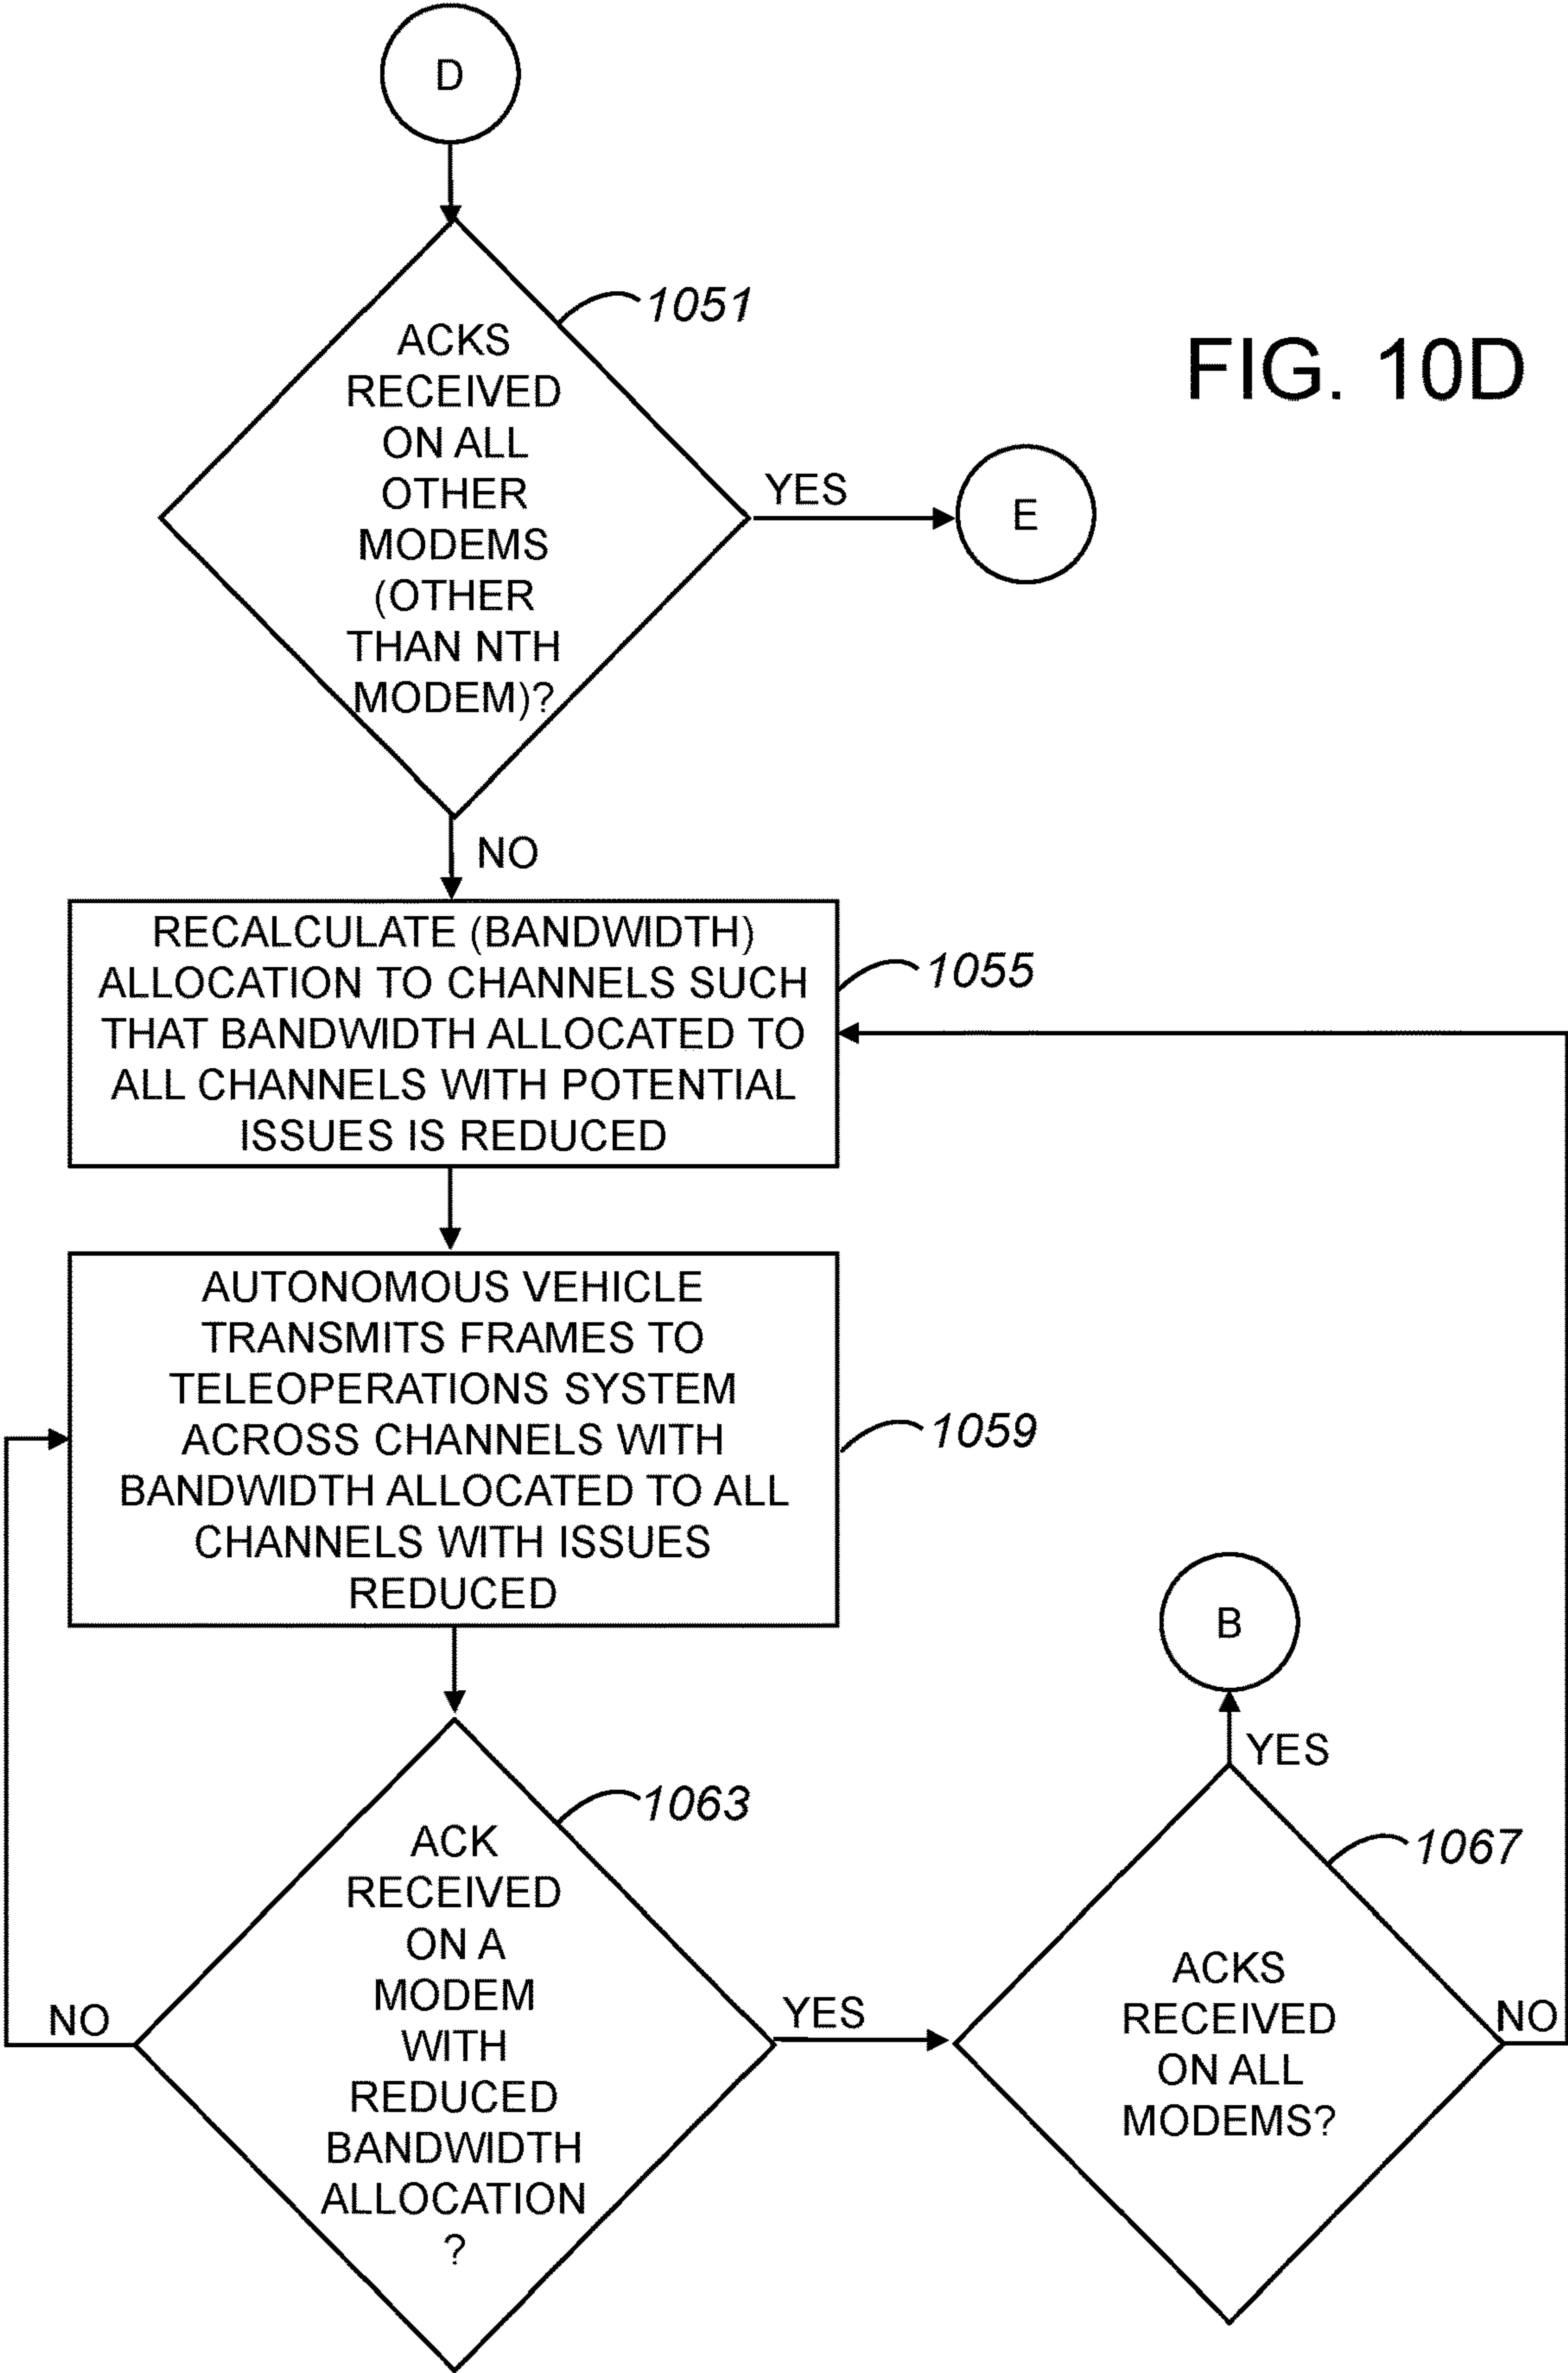 D
1051
FIG. 10D
ACKS
RECEIVED
ON ALL
OTHER
MODEMS
(OTHER
THAN NTH
MODEM)?
YES
E
NO
RECALCULATE (BANDWIDTH)
ALLOCATION TO CHANNELS SUCH
THAT BANDWIDTH ALLOCATED TO
ALL CHANNELS WITH POTENTIAL
ISSUES IS REDUCED
1055
AUTONOMOUS VEHICLE
TRANSMITS FRAMES TO
TELEOPERATIONS SYSTEM
ACROSS CHANNELS WITH
BANDWIDTH ALLOCATED TO ALL
CHANNELS WITH ISSUES
REDUCED
1059
B
YES
1063
ACK
RECEIVED
ON A
MODEM
WITH
REDUCED
BANDWIDTH
ALLOCATION
?
NO
YES
1067
ACKS
RECEIVED
ON ALL
MODEMS?
NO